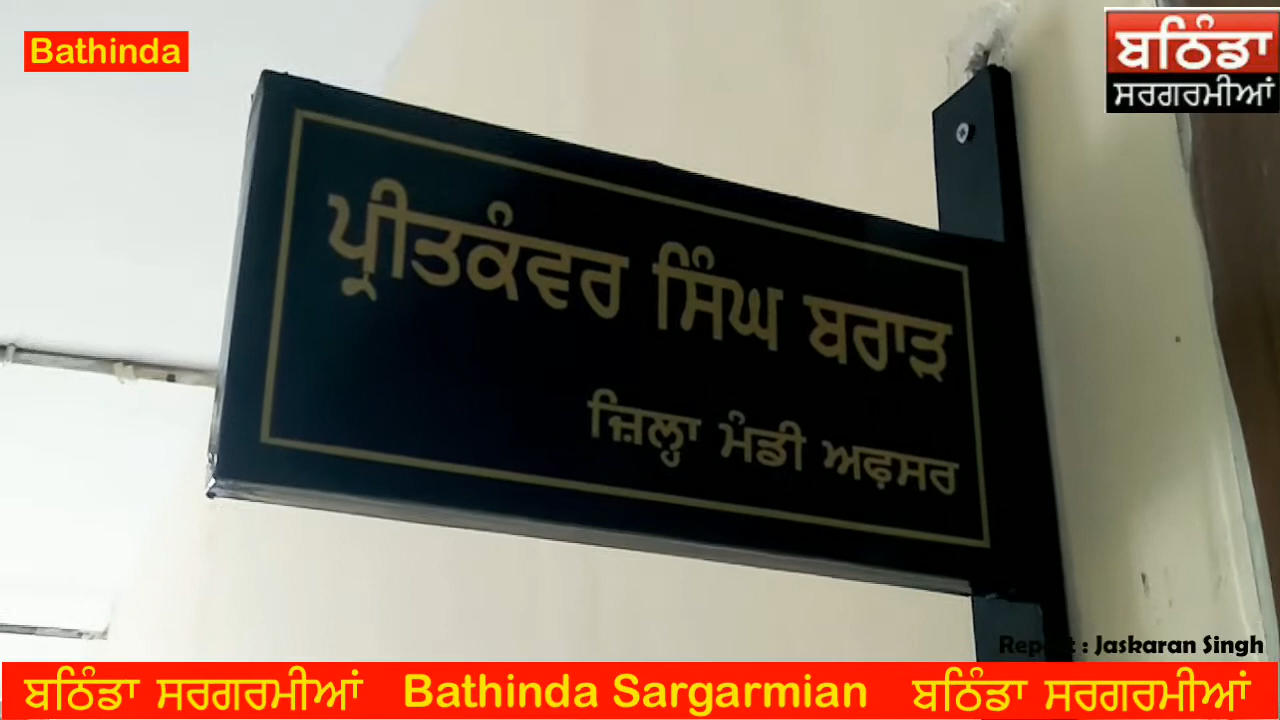 Bathinda
ਬਠਿੰਡਾ
ਸਰਗਰਮੀਆਂ
ਪ੍ਰੀਤਕੰਵਰ ਸਿੰਘ ਬਰਾੜ
ਜ਼ਿਲ੍ਹਾ ਮੰਡੀ ਅਫ਼ਸਰ
Report : Jaskaran Singh
ਬਠਿੰਡਾ ਸਰਗਰਮੀਆਂ Bathinda Sargarmian ਬਠਿੰਡਾ ਸਰਗਰਮੀਆਂ